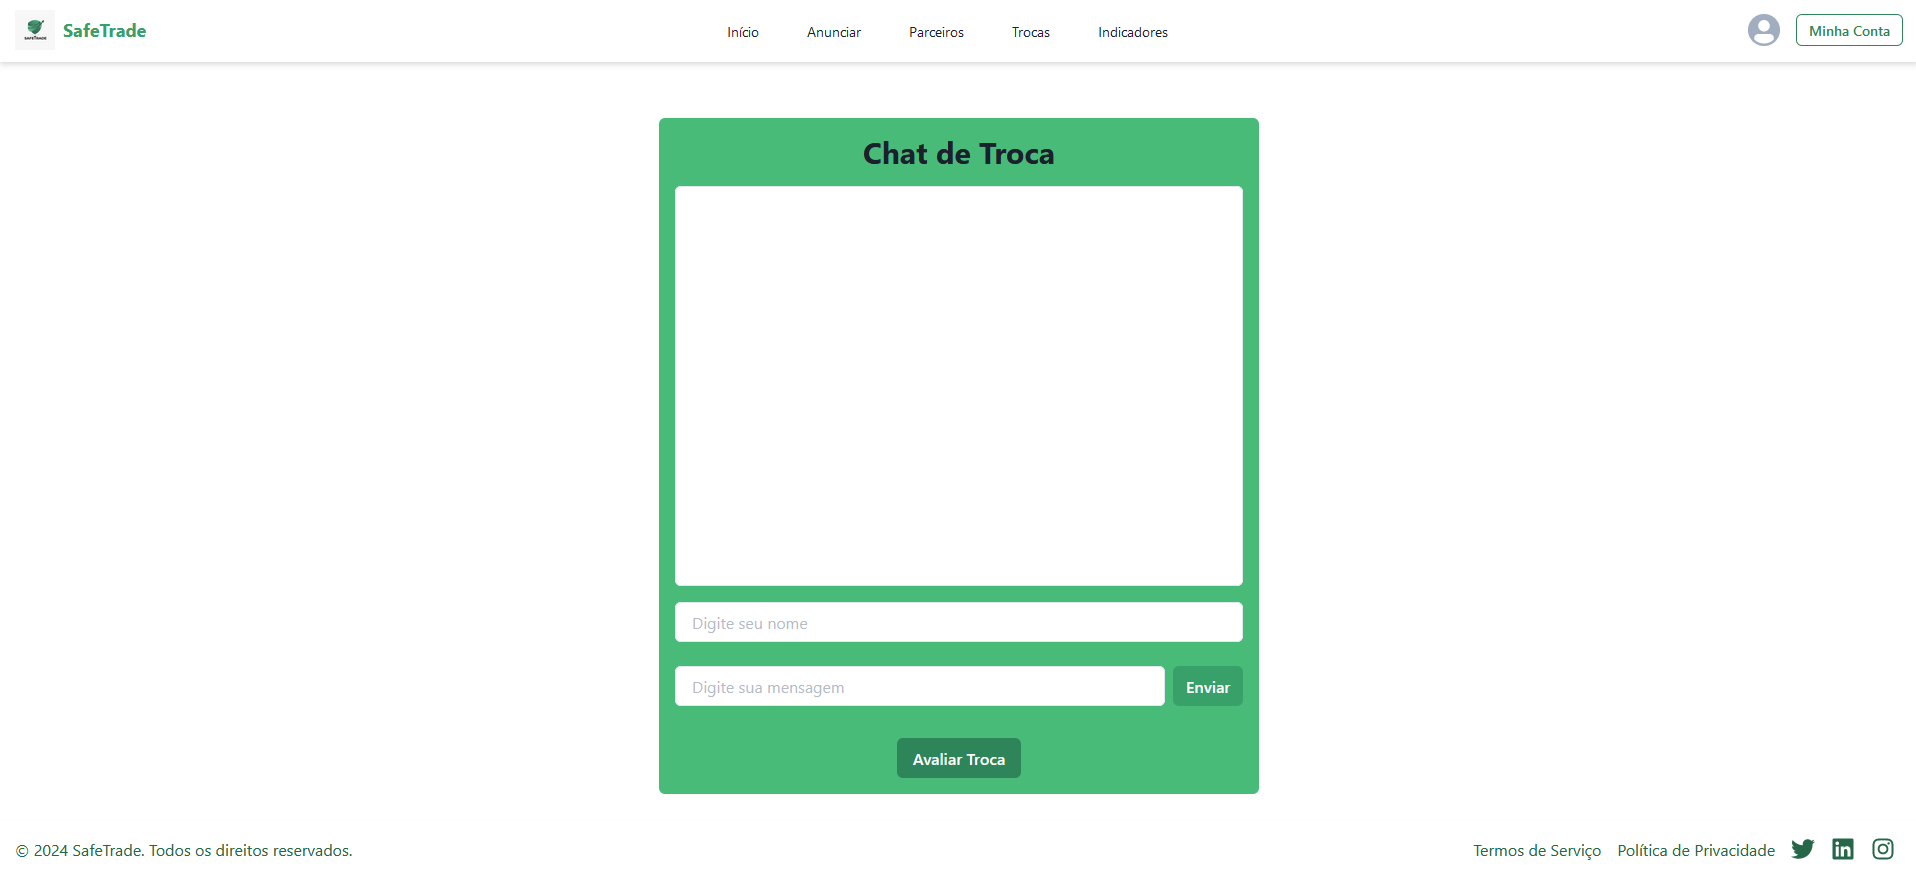 SAFETRADE
SafeTrade
Início
Anunciar
Parceiros
Trocas
Indicadores
Minha Conta
Chat de Troca
Digite seu nome
Digite sua mensagem
Enviar
Avaliar Troca
© 2024 SafeTrade. Todos os direitos reservados.
Termos de Serviço
Política de Privacidade